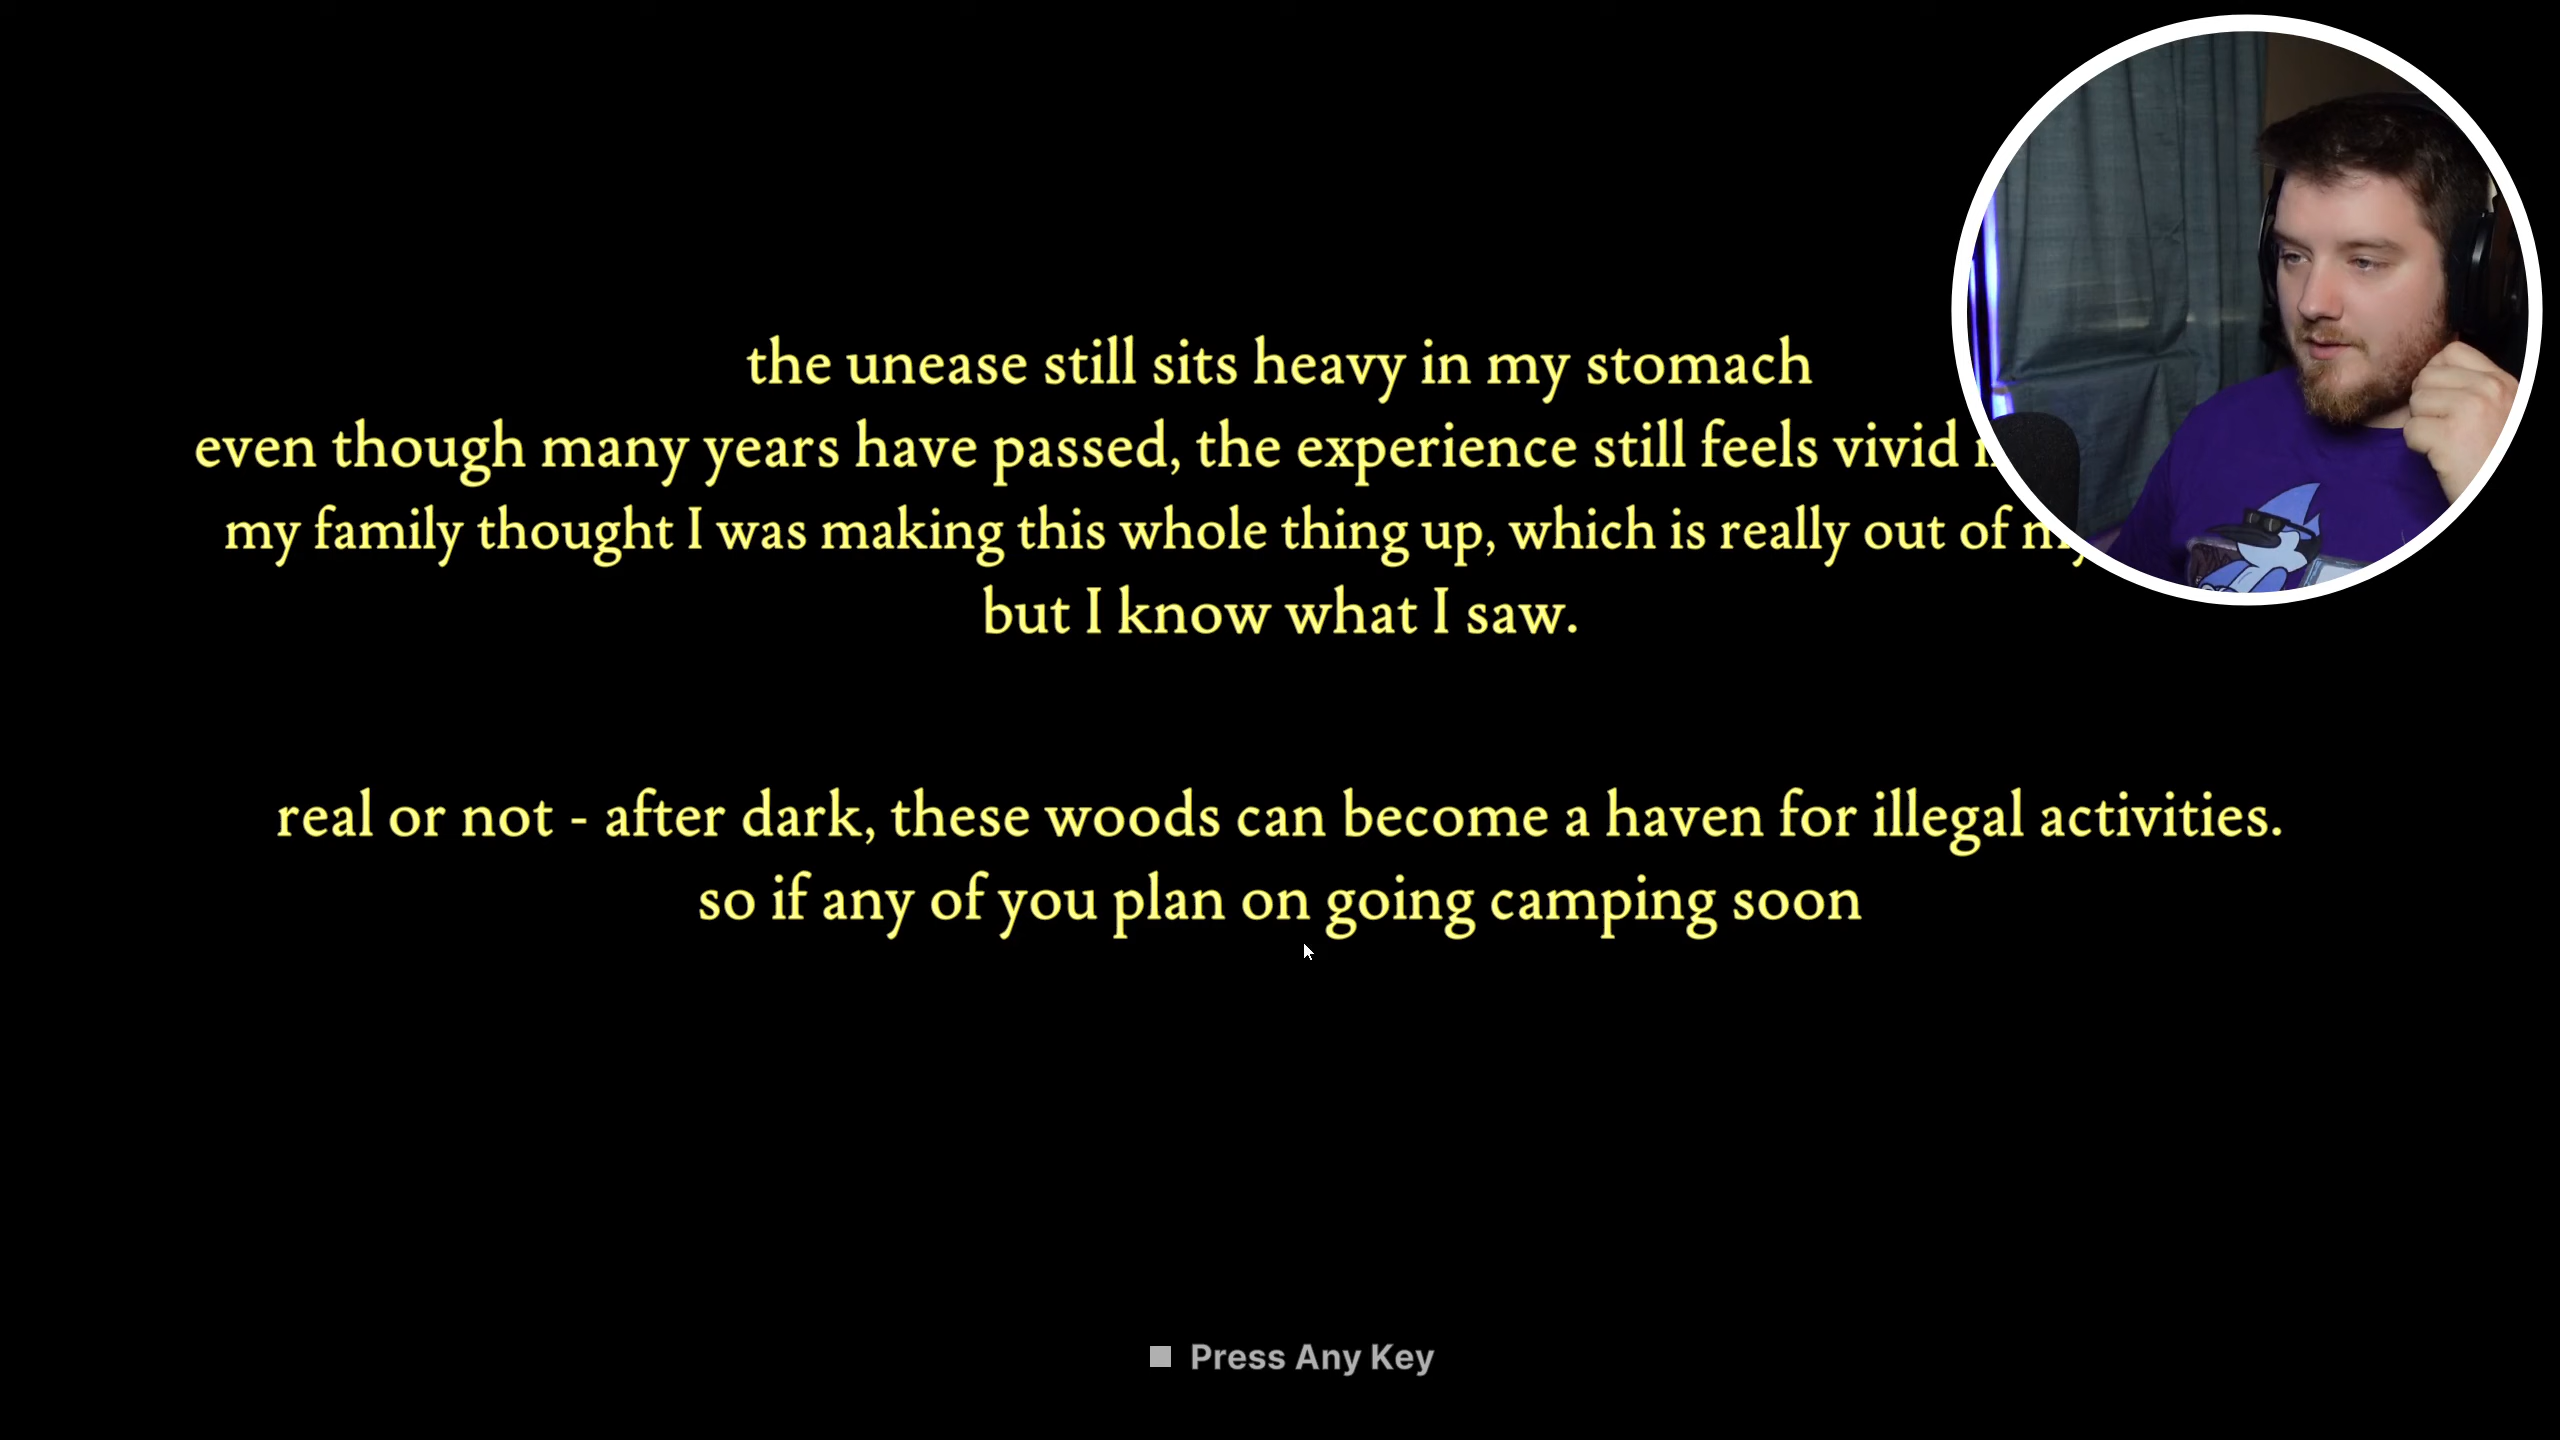 the unease still sits heavy in my stomach
even though many years have passed, the experience still feels vivid
my family thought I was making this whole thing up, which is really out of
but I know what I saw.
real or not - after dark, these woods can become a haven for illegal activities.
so if any of you plan on going camping soon
Press Any Key